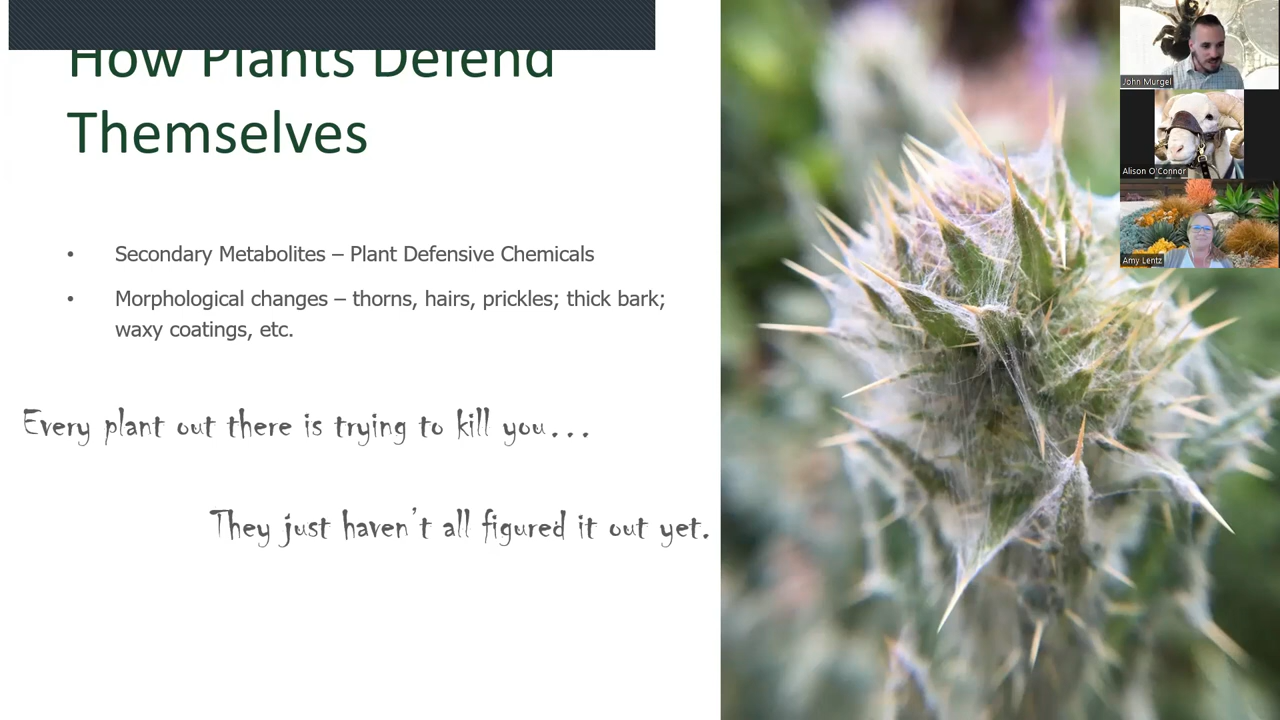 How Plants Defend
Themselves
• Secondary Metabolites – Plant Defensive Chemicals
• Morphological changes – thorns, hairs, prickles; thick bark;
waxy coatings, etc.
Every plant out there is trying to kill you...
They just haven't all figured it out yet.
John Murgel
Alison O'Connor
Amy Lentz